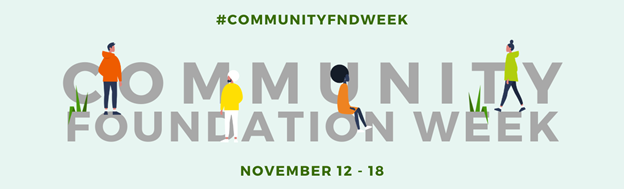 #COMMUNITYFNDWEEK
COMMUNITY
FOUNDATION WEEK
NOVEMBER 12 - 18